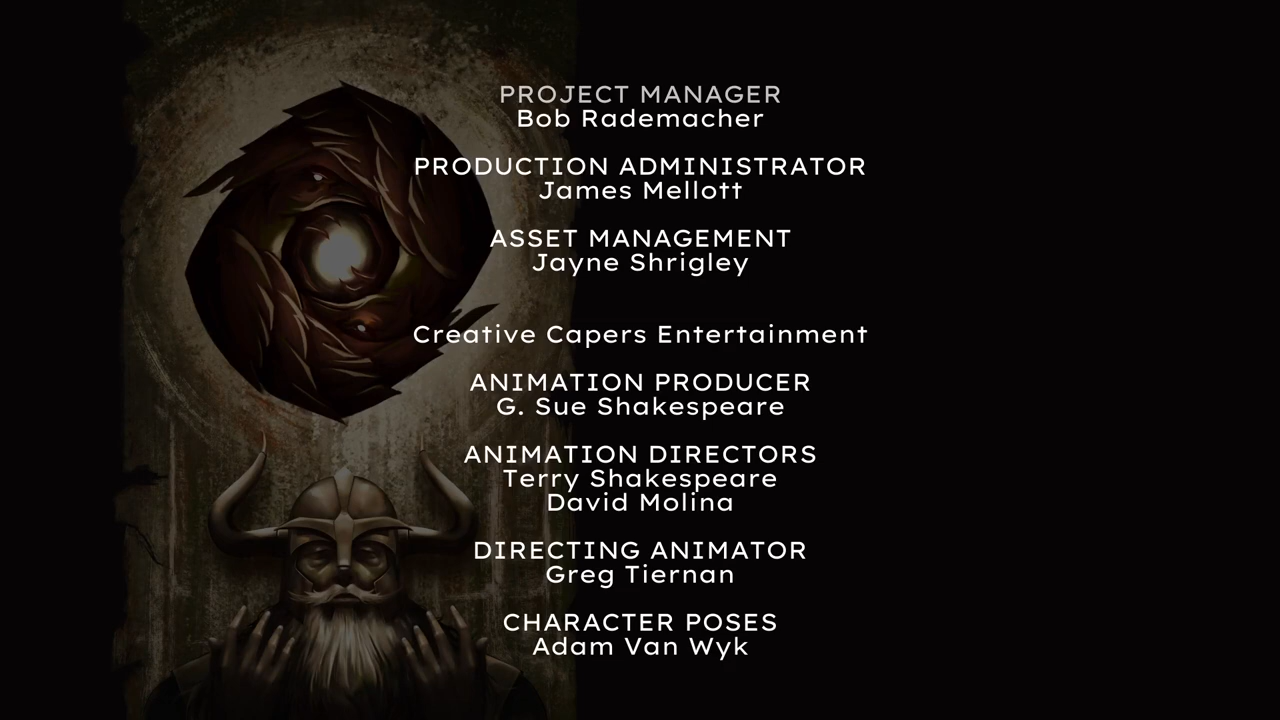 PROJECT MANAGER
Bob Rademacher
PRODUCTION ADMINISTRATOR
James Mellott
ASSET MANAGEMENT
Jayne Shrigley
Creative Capers Entertainment
ANIMATION PRODUCER
G. Sue Shakespeare
ANIMATION DIRECTORS
Terry Shakespeare
David Molina
DIRECTING ANIMATOR
Greg Tiernan
CHARACTER POSES
Adam Van Wyk